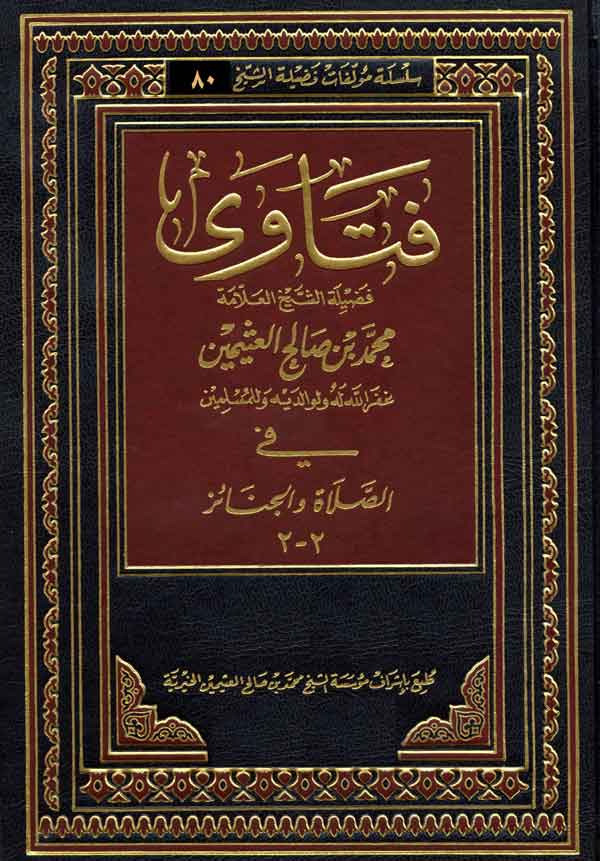 سلسلة مؤلفات فضيلة الشيخ ٨٠
فتاوى
فضيلة الشيخ العلامة
محمد بن صالح العثيمين
غفر الله له ولوالديه وللمسلمين
في
الصلاة والجنائز
٢-٢
طبع بإشراف مؤسسة الشيخ محمد بن صالح العثيمين الخيرية